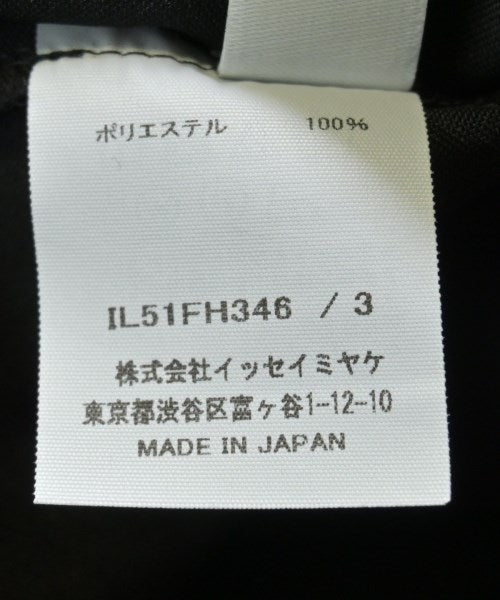 ポリエステル 100%
IL51FH346 / 3
株式会社イッセイミヤケ
東京都渋谷区富ヶ谷1-12-10
MADE IN JAPAN